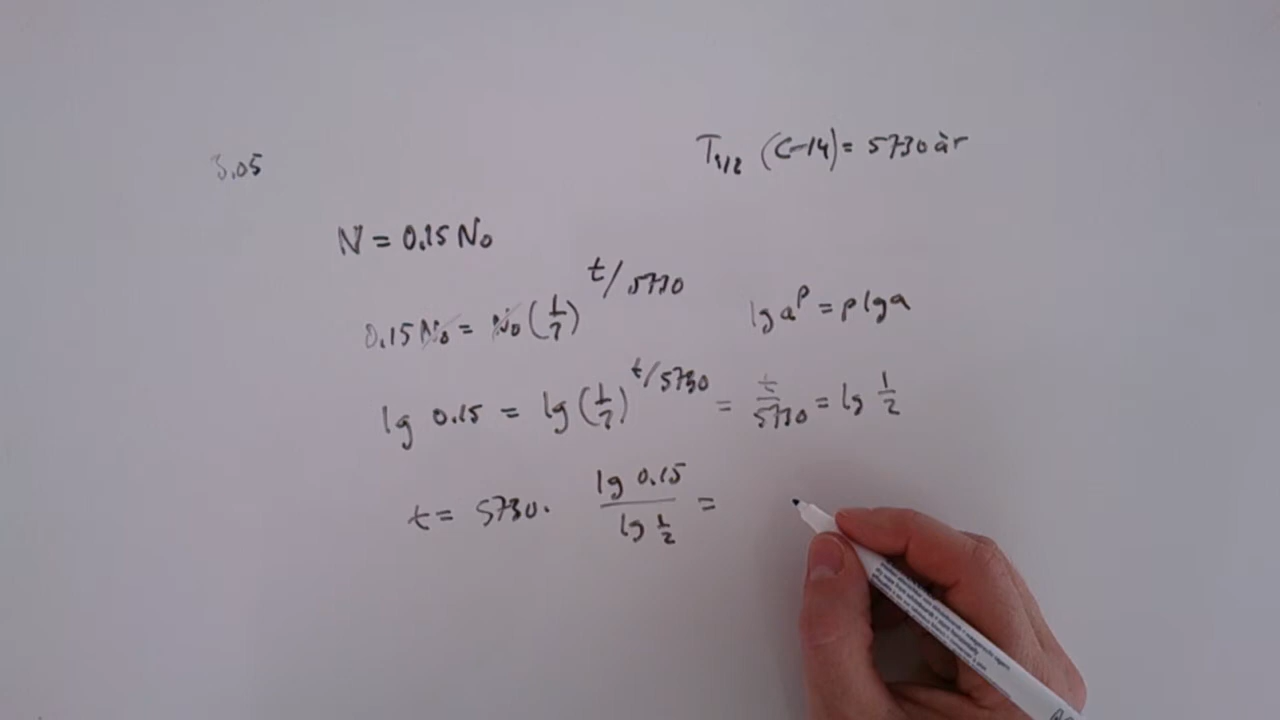 3.05
T1/2 (C-14) = 5730 år
N = 0.15 N0
0.15 N0 = N0 (1/2)^t/5730
lg a^p = p lg a
lg 0.15 = lg (1/2)^t/5730 = t/5730 = lg 1/2
t = 5730 · lg 0.15 / lg 1/2 =